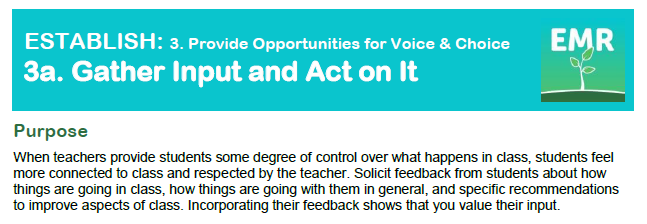 ESTABLISH: 3. Provide Opportunities for Voice & Choice
3a. Gather Input and Act on It
EMR
Purpose
When teachers provide students some degree of control over what happens in class, students feel
more connected to class and respected by the teacher. Solicit feedback from students about how
things are going in class, how things are going with them in general, and specific recommendations
to improve aspects of class. Incorporating their feedback shows that you value their input.